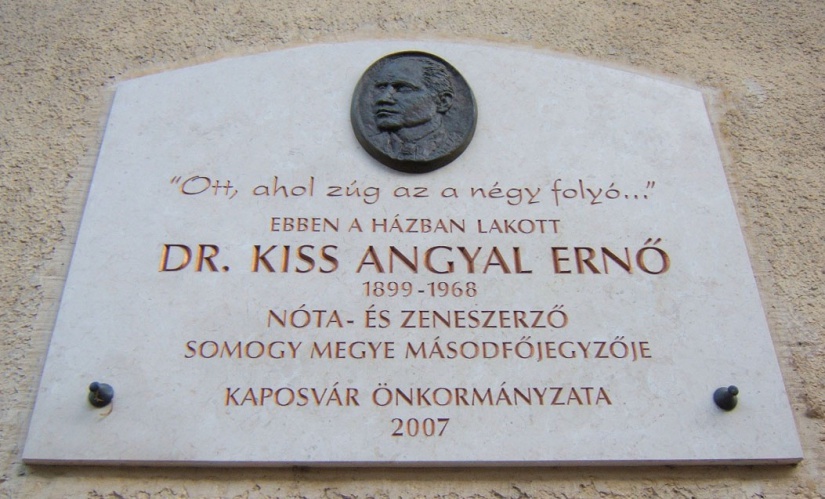 "Ott, ahol zúg az a négy folyó..."
EBBEN A HÁZBAN LAKOTT
DR. KISS ANGYAL ERNŐ
1899-1968
NÓTA- ÉS ZENESZERZŐ
SOMOGY MEGYE MÁSODFŐJEGYZŐJE
KAPOSVÁR ÖNKORMÁNYZATA
2007